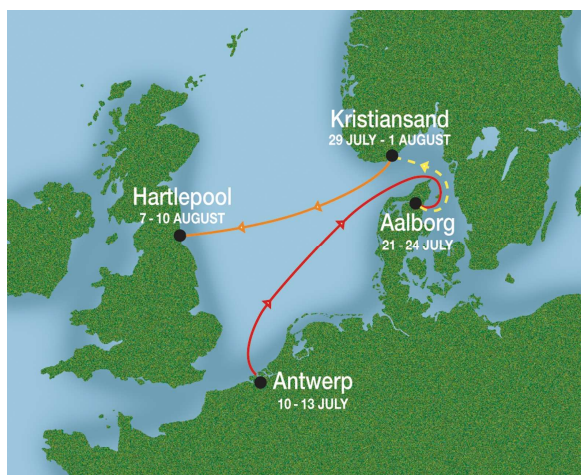 Kristiansand
29 JULY - 1 AUGUST
Hartlepool
7 - 10 AUGUST
Aalborg
21 - 24 JULY
Antwerp
10 - 13 JULY